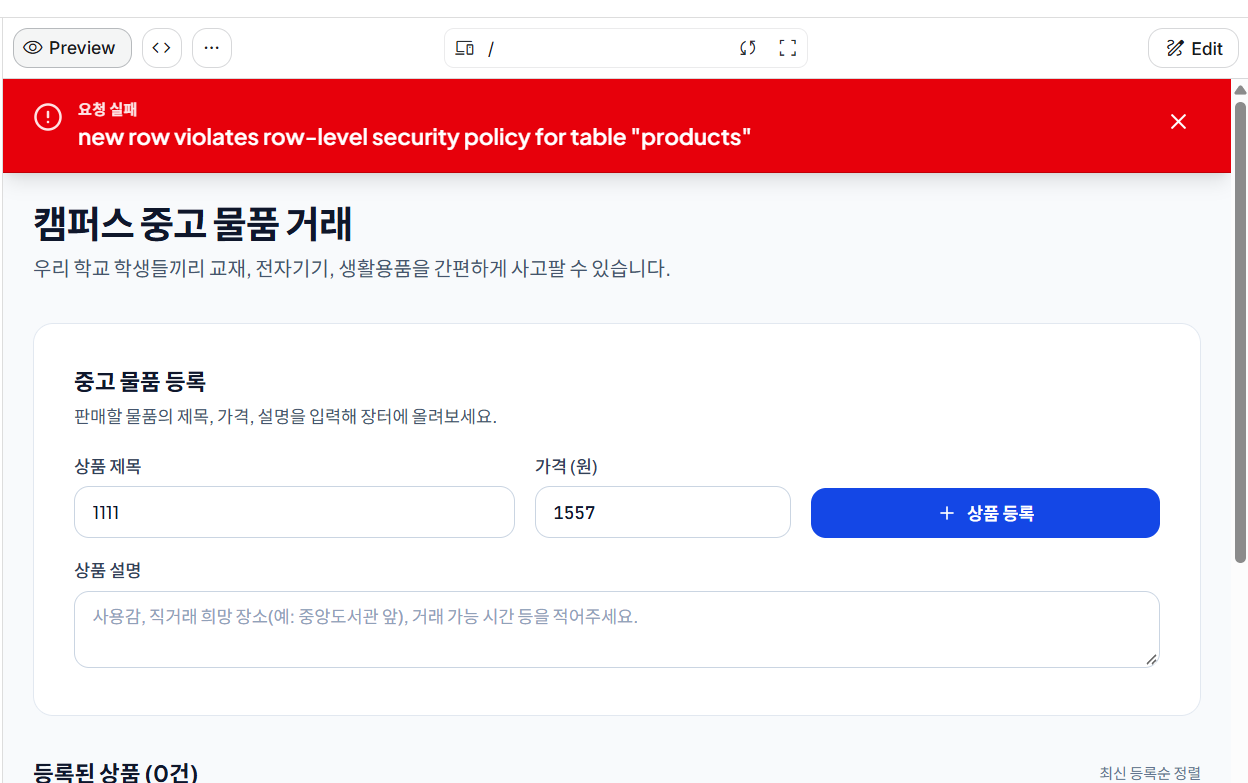 Preview
/
Edit
요청 실패
new row violates row-level security policy for table "products"
캠퍼스 중고 물품 거래
우리 학교 학생들끼리 교재, 전자기기, 생활용품을 간편하게 사고팔 수 있습니다.
중고 물품 등록
판매할 물품의 제목, 가격, 설명을 입력해 장터에 올려보세요.
상품 제목
가격 (원)
1111
1557
+ 상품 등록
상품 설명
사용감, 직거래 희망 장소(예: 중앙도서관 앞), 거래 가능 시간 등을 적어주세요.
등록된 상품 (0건)
최신 등록순 정렬